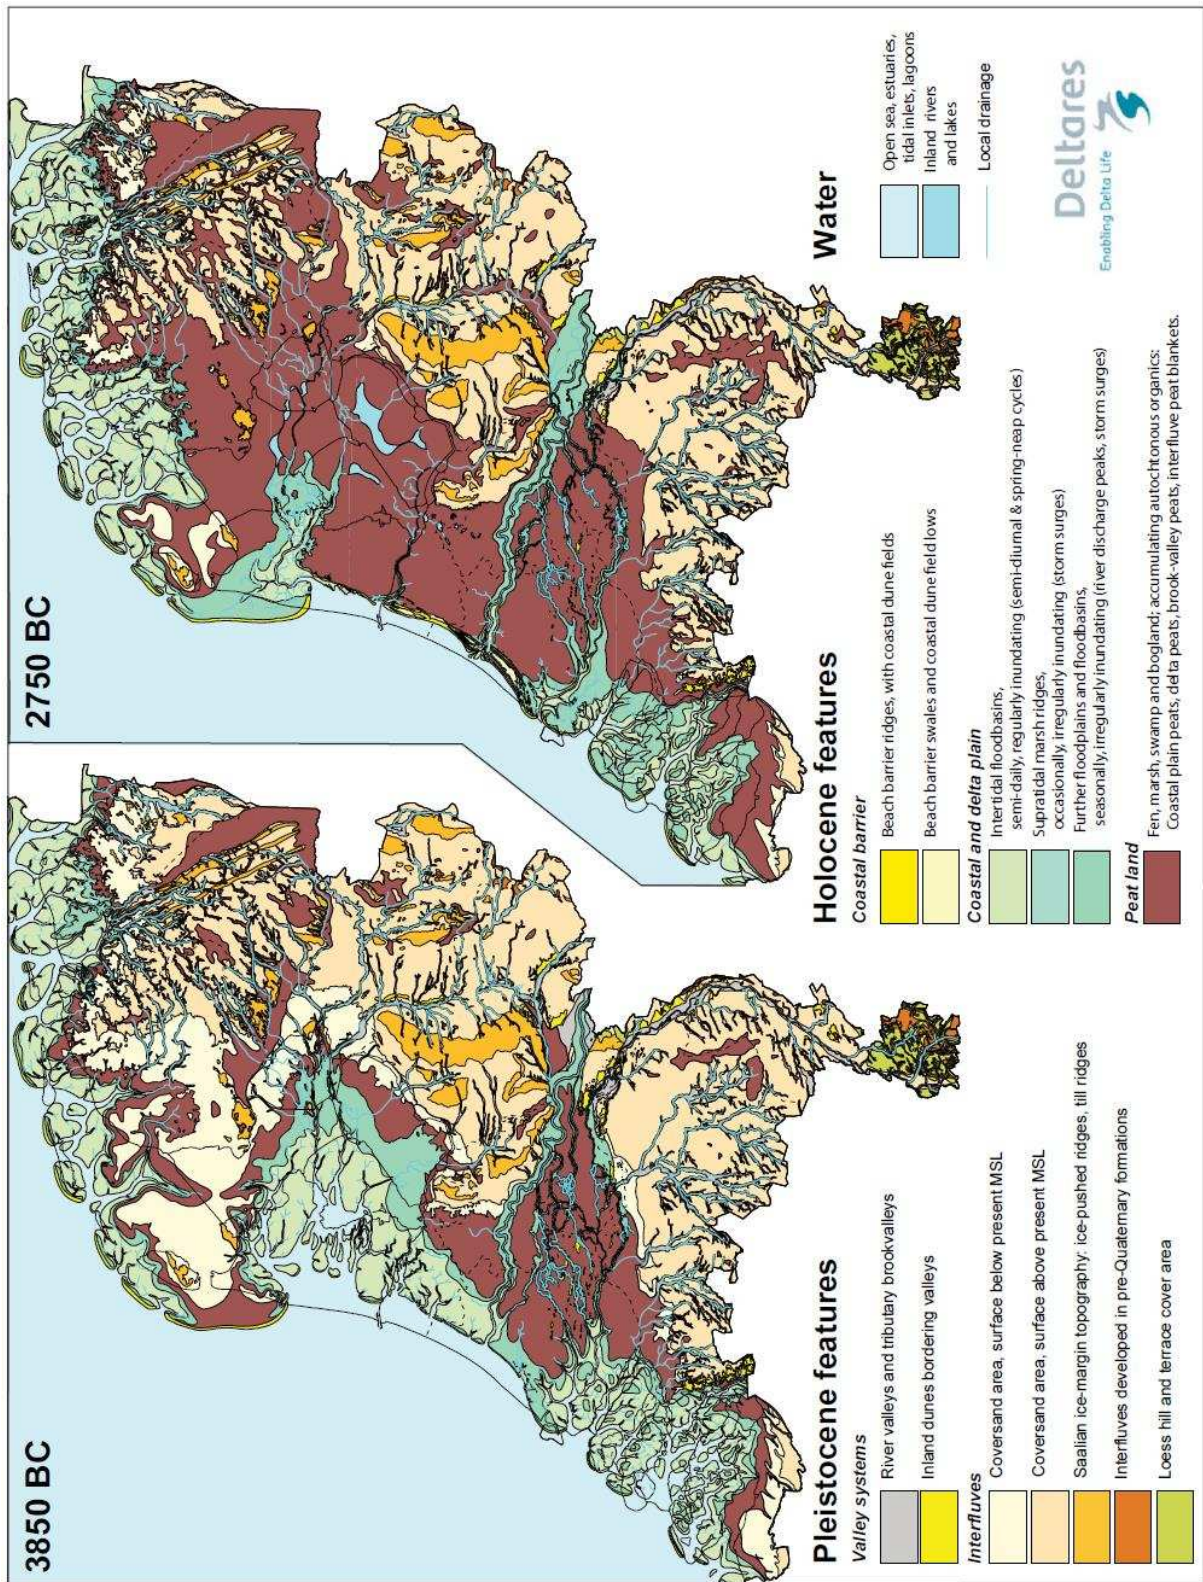 3850 BC
2750 BC
Pleistocene features
Valley systems
River valleys and tributary brookvalleys
Inland dunes bordering valleys
Interfluves
Coversand area, surface below present MSL
Coversand area, surface above present MSL
Saalian ice-margin topography: ice-pushed ridges, till ridges
Interfluves developed in pre-Quaternary formations
Loess hill and terrace cover area
Holocene features
Coastal barrier
Beach barrier ridges, with coastal dune fields
Beach barrier swales and coastal dune field lows
Coastal and delta plain
Intertidal floodbasins,
semi-daily, regularly inundating (semi-diurnal & spring-neap cycles)
Supratidal marsh ridges,
occasionally, irregularly inundating (storm surges)
Further floodplains and floodbasins,
seasonally, irregularly inundating (river discharge peaks, storm surges)
Peat land
Fen, marsh, swamp and bogland; accumulating autochtonous organics:
Coastal plain peats, delta peats, brook-valley peats, interfluve peat blankets.
Water
Open sea, estuaries,
tidal inlets, lagoons
Inland rivers
and lakes
Local drainage
Deltares
Enabling Delta Life